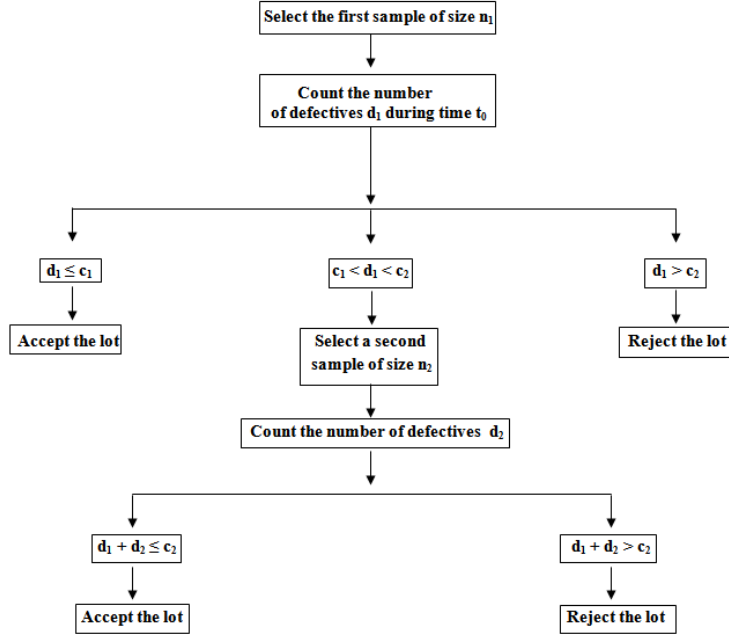 Select the first sample of size n₁
Count the number
of defectives d₁ during time t₀
d₁ ≤ c₁
c₁ < d₁ < c₂
d₁ > c₂
Accept the lot
Select a second
sample of size n₂
Reject the lot
Count the number of defectives d₂
d₁ + d₂ ≤ c₂
d₁ + d₂ > c₂
Accept the lot
Reject the lot